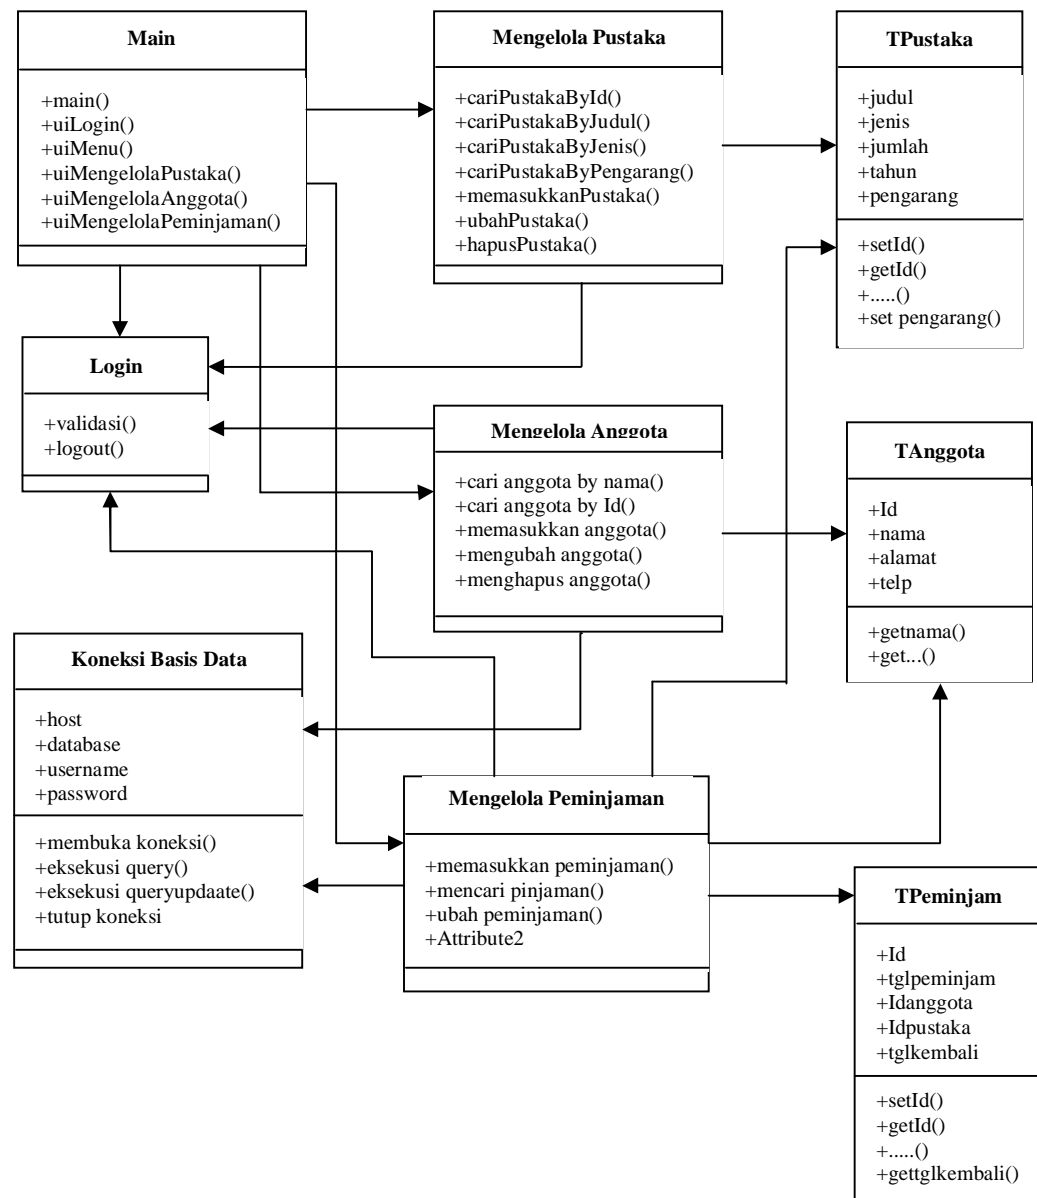 Main
+main()
+uiLogin()
+uiMenu()
+uiMengelolaPustaka()
+uiMengelolaAnggota()
+uiMengelolaPeminjaman()
Mengelola Pustaka
+cariPustakaById()
+cariPustakaByJudul()
+cariPustakaByJenis()
+cariPustakaByPengarang()
+memasukkanPustaka()
+ubahPustaka()
+hapusPustaka()
TPustaka
+judul
+jenis
+jumlah
+tahun
+pengarang
+setId()
+getId()
+.....()
+set pengarang()
Login
+validasi()
+logout()
Mengelola Anggota
+cari anggota by nama()
+cari anggota by Id()
+memasukkan anggota()
+mengubah anggota()
+menghapus anggota()
TAnggota
+Id
+nama
+alamat
+telp
+getnama()
+get...()
Koneksi Basis Data
+host
+database
+username
+password
+membuka koneksi()
+eksekusi query()
+eksekusi queryupdaate()
+tutup koneksi
Mengelola Peminjaman
+memasukkan peminjaman()
+mencari pinjaman()
+ubah peminjaman()
+Attribute2
TPeminjam
+Id
+tglpeminjam
+Idanggota
+Idpustaka
+tglkembali
+setId()
+getId()
+.....()
+gettglkembali()